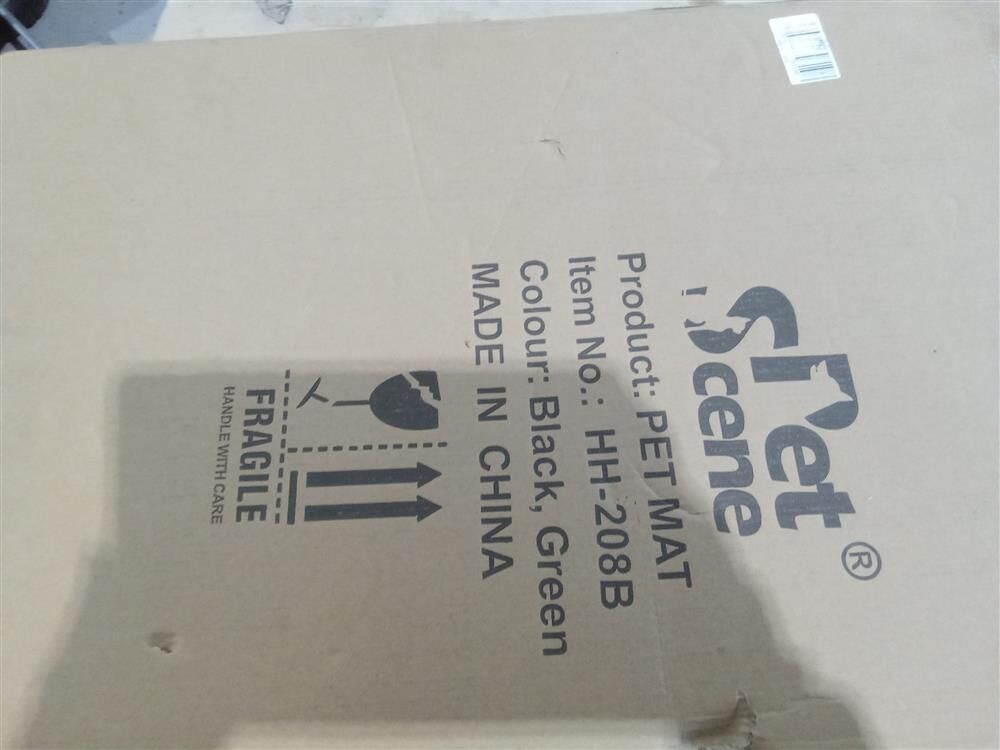 Pet®
Scene
Product: PET MAT
Item No.: HH-208B
Colour: Black, Green
MADE IN CHINA
FRAGILE
HANDLE WITH CARE